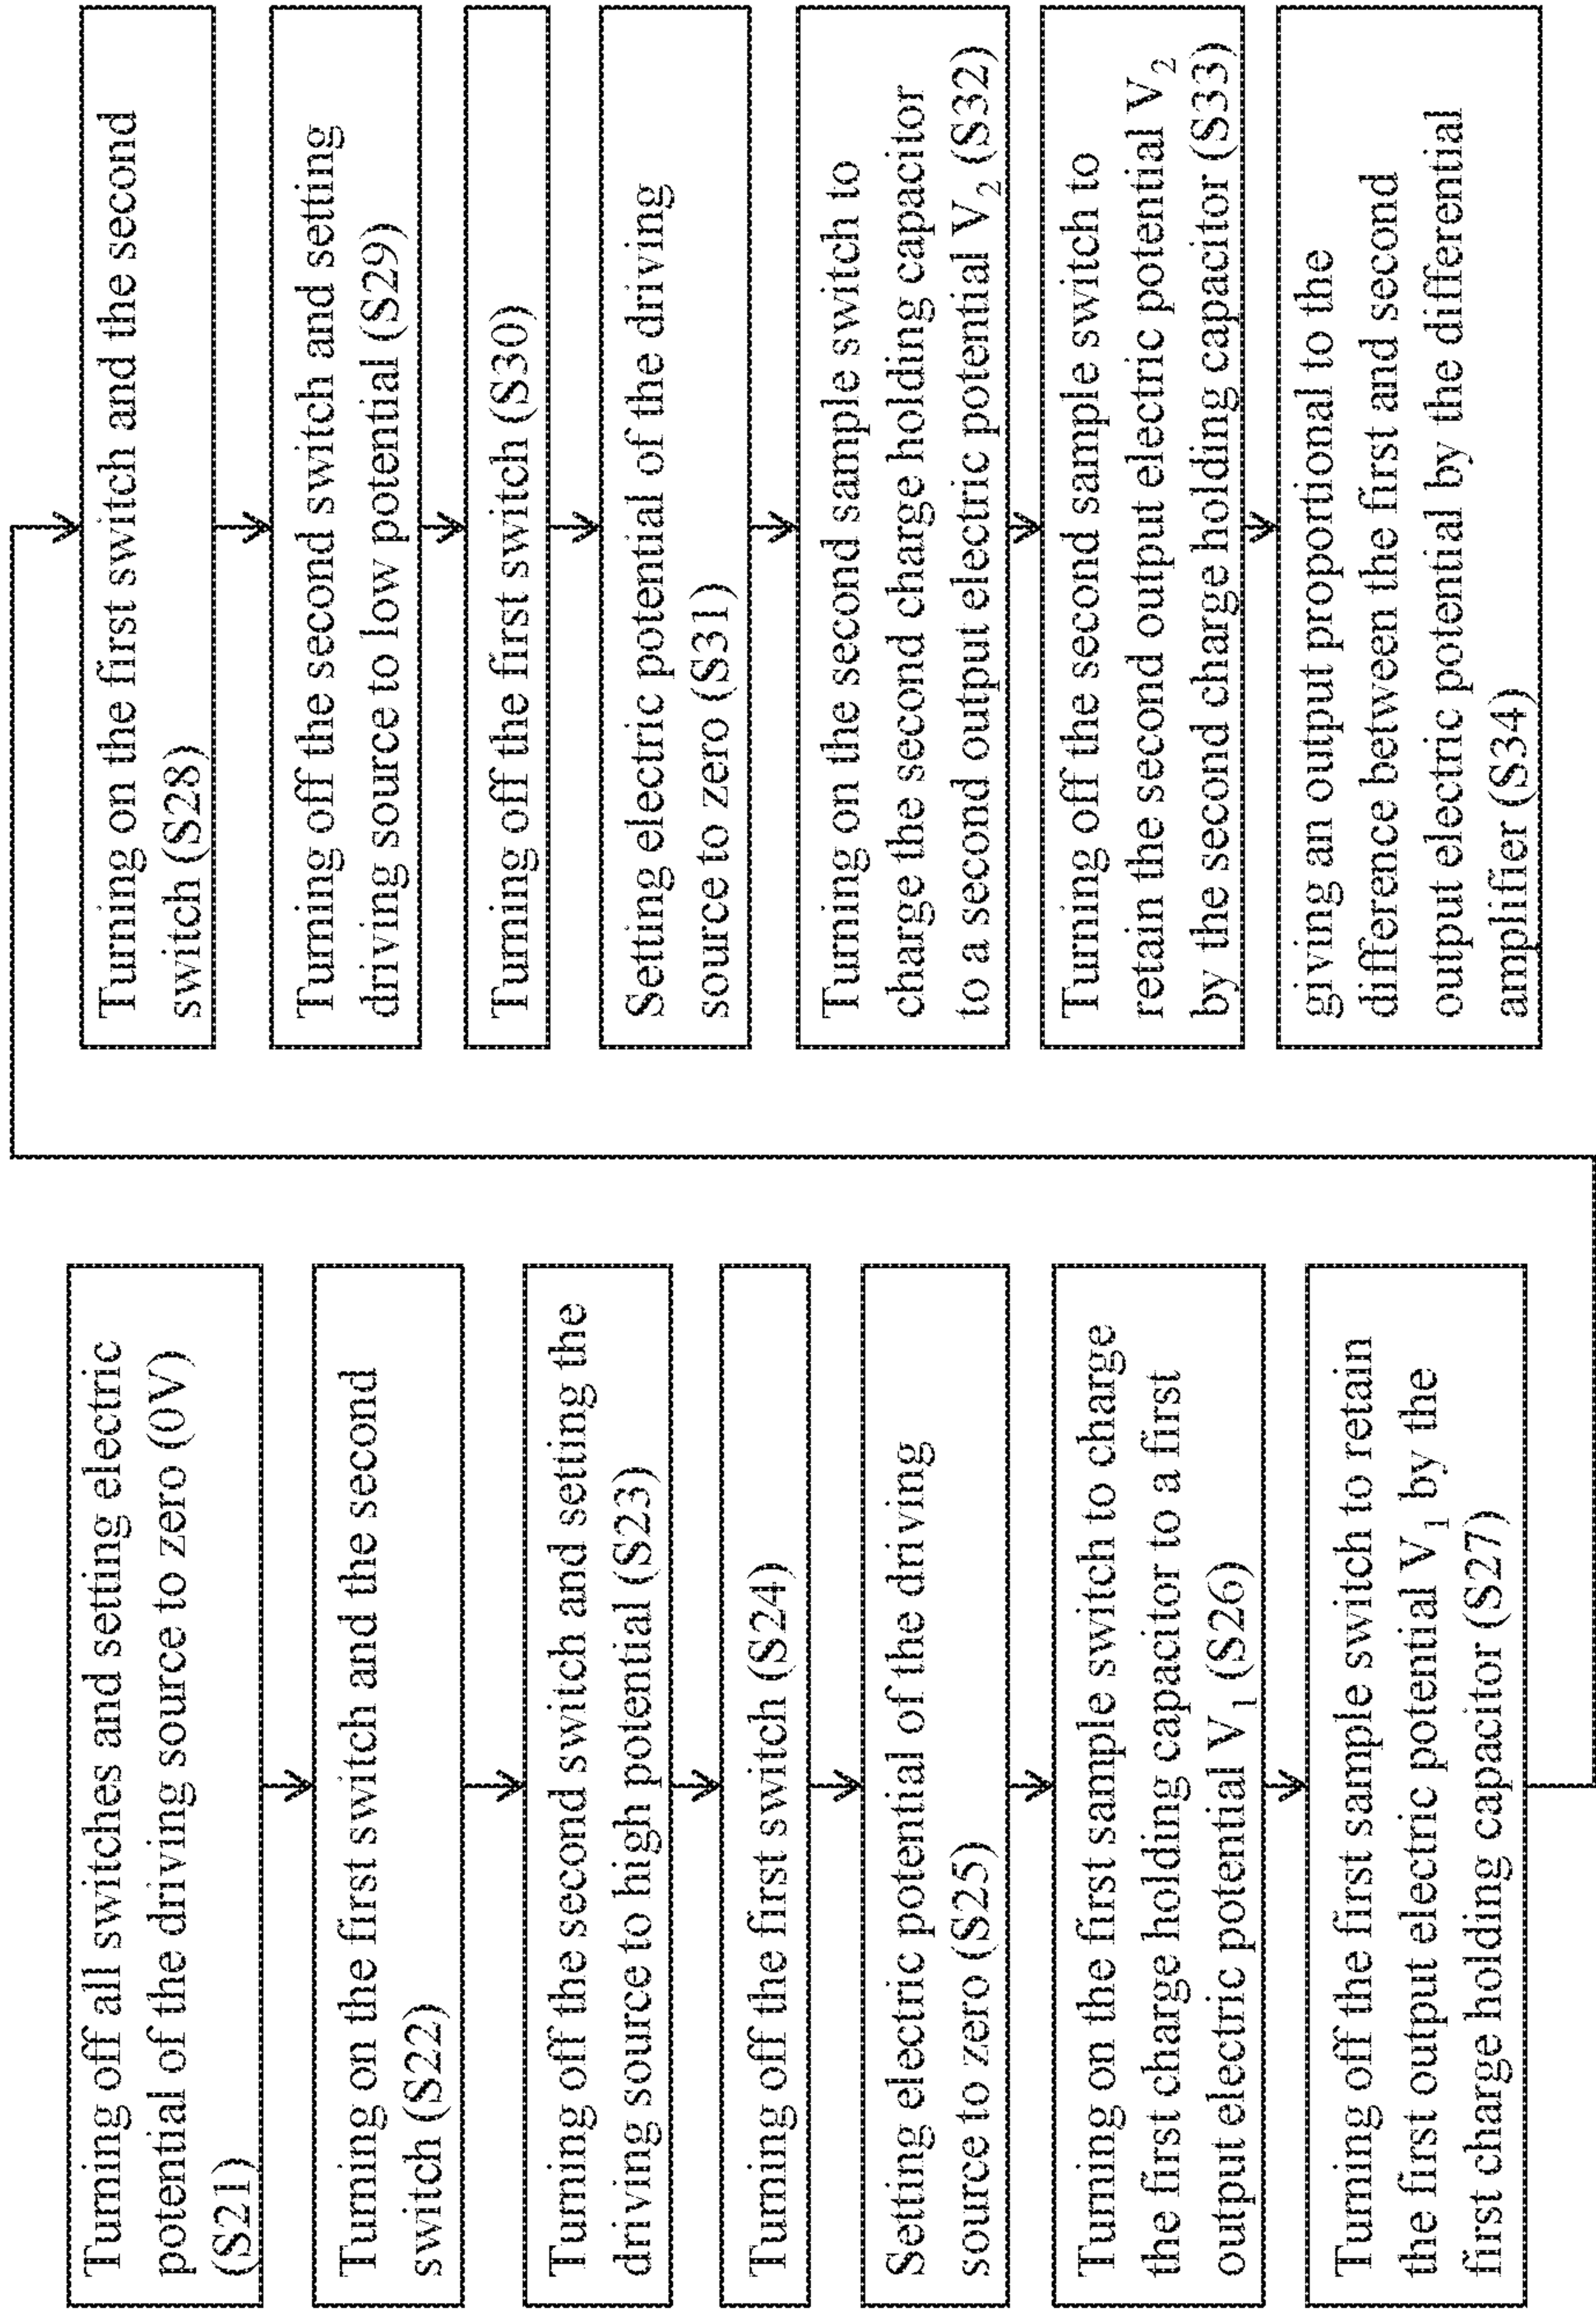 Turning off all switches and setting electric
potential of the driving source to zero (0V)
(S21)
Turning on the first switch and the second
switch (S22)
Turning off the second switch and setting the
driving source to high potential (S23)
Turning off the first switch (S24)
Setting electric potential of the driving
source to zero (S25)
Turning on the first sample switch to charge
the first charge holding capacitor to a first
output electric potential V₁ (S26)
Turning off the first sample switch to retain
the first output electric potential V₁ by the
first charge holding capacitor (S27)
Turning on the first switch and the second
switch (S28)
Turning off the second switch and setting
driving source to low potential (S29)
Turning off the first switch (S30)
Setting electric potential of the driving
source to zero (S31)
Turning on the second sample switch to
charge the second charge holding capacitor
to a second output electric potential V₂ (S32)
Turning off the second sample switch to
retain the second output electric potential V₂
by the second charge holding capacitor (S33)
giving an output proportional to the
difference between the first and second
output electric potential by the differential
amplifier (S34)